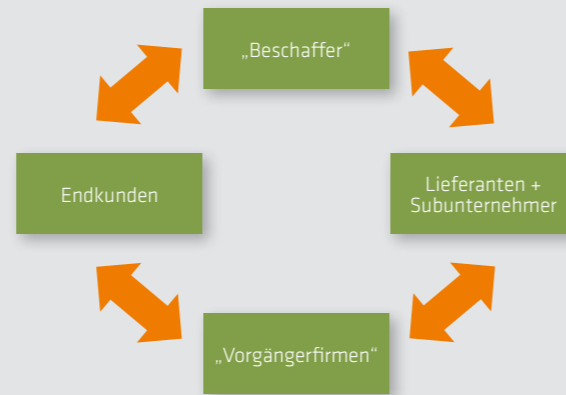 „Beschaffer“
Endkunden
Lieferanten +
Subunternehmer
„Vorgängerfirmen“